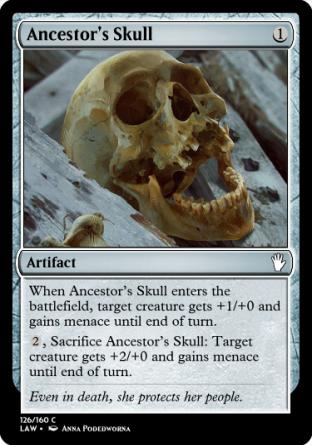 Ancestor's Skull 1
Artifact
When Ancestor's Skull enters the
battlefield, target creature gets +1/+0 and
gains menace until end of turn.
2, Sacrifice Ancestor's Skull: Target
creature gets +2/+0 and gains menace
until end of turn.
Even in death, she protects her people.
126/160 C
LAW • Anna Podedworna